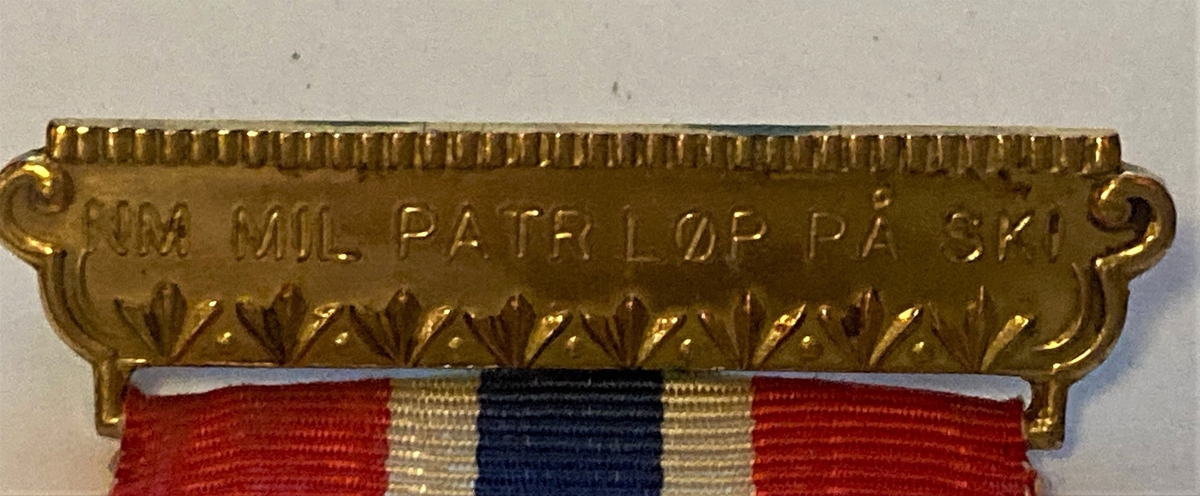 NM MIL PATR LØP PÅ SKI